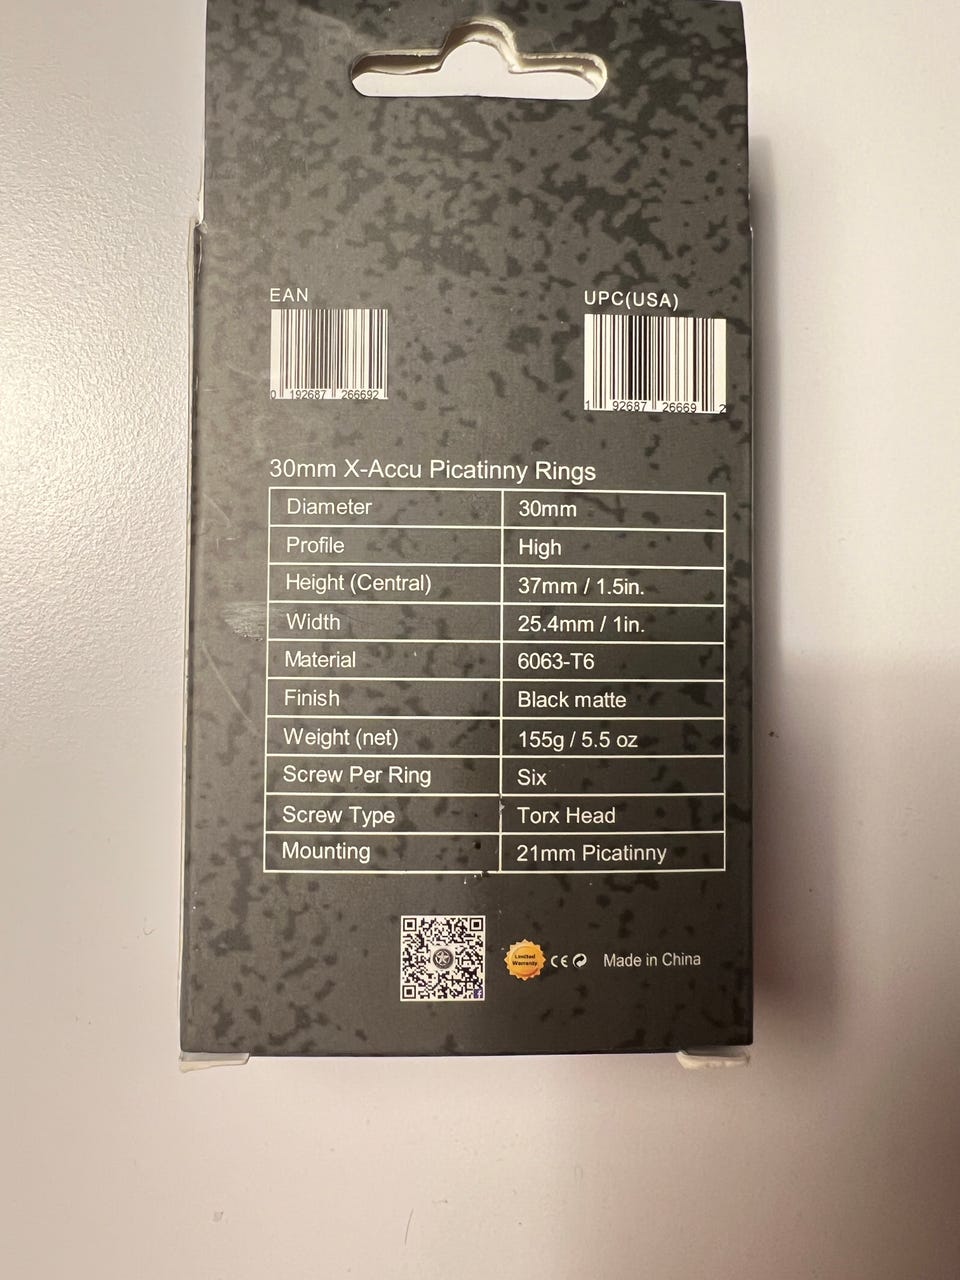 EAN
UPC(USA)
0 192687 266692
1 92687 26669 2
30mm X-Accu Picatinny Rings
Diameter 30mm
Profile High
Height (Central) 37mm / 1.5in.
Width 25.4mm / 1in.
Material 6063-T6
Finish Black matte
Weight (net) 155g / 5.5 oz
Screw Per Ring Six
Screw Type Torx Head
Mounting 21mm Picatinny
Limited
Warranty
CE
Made in China